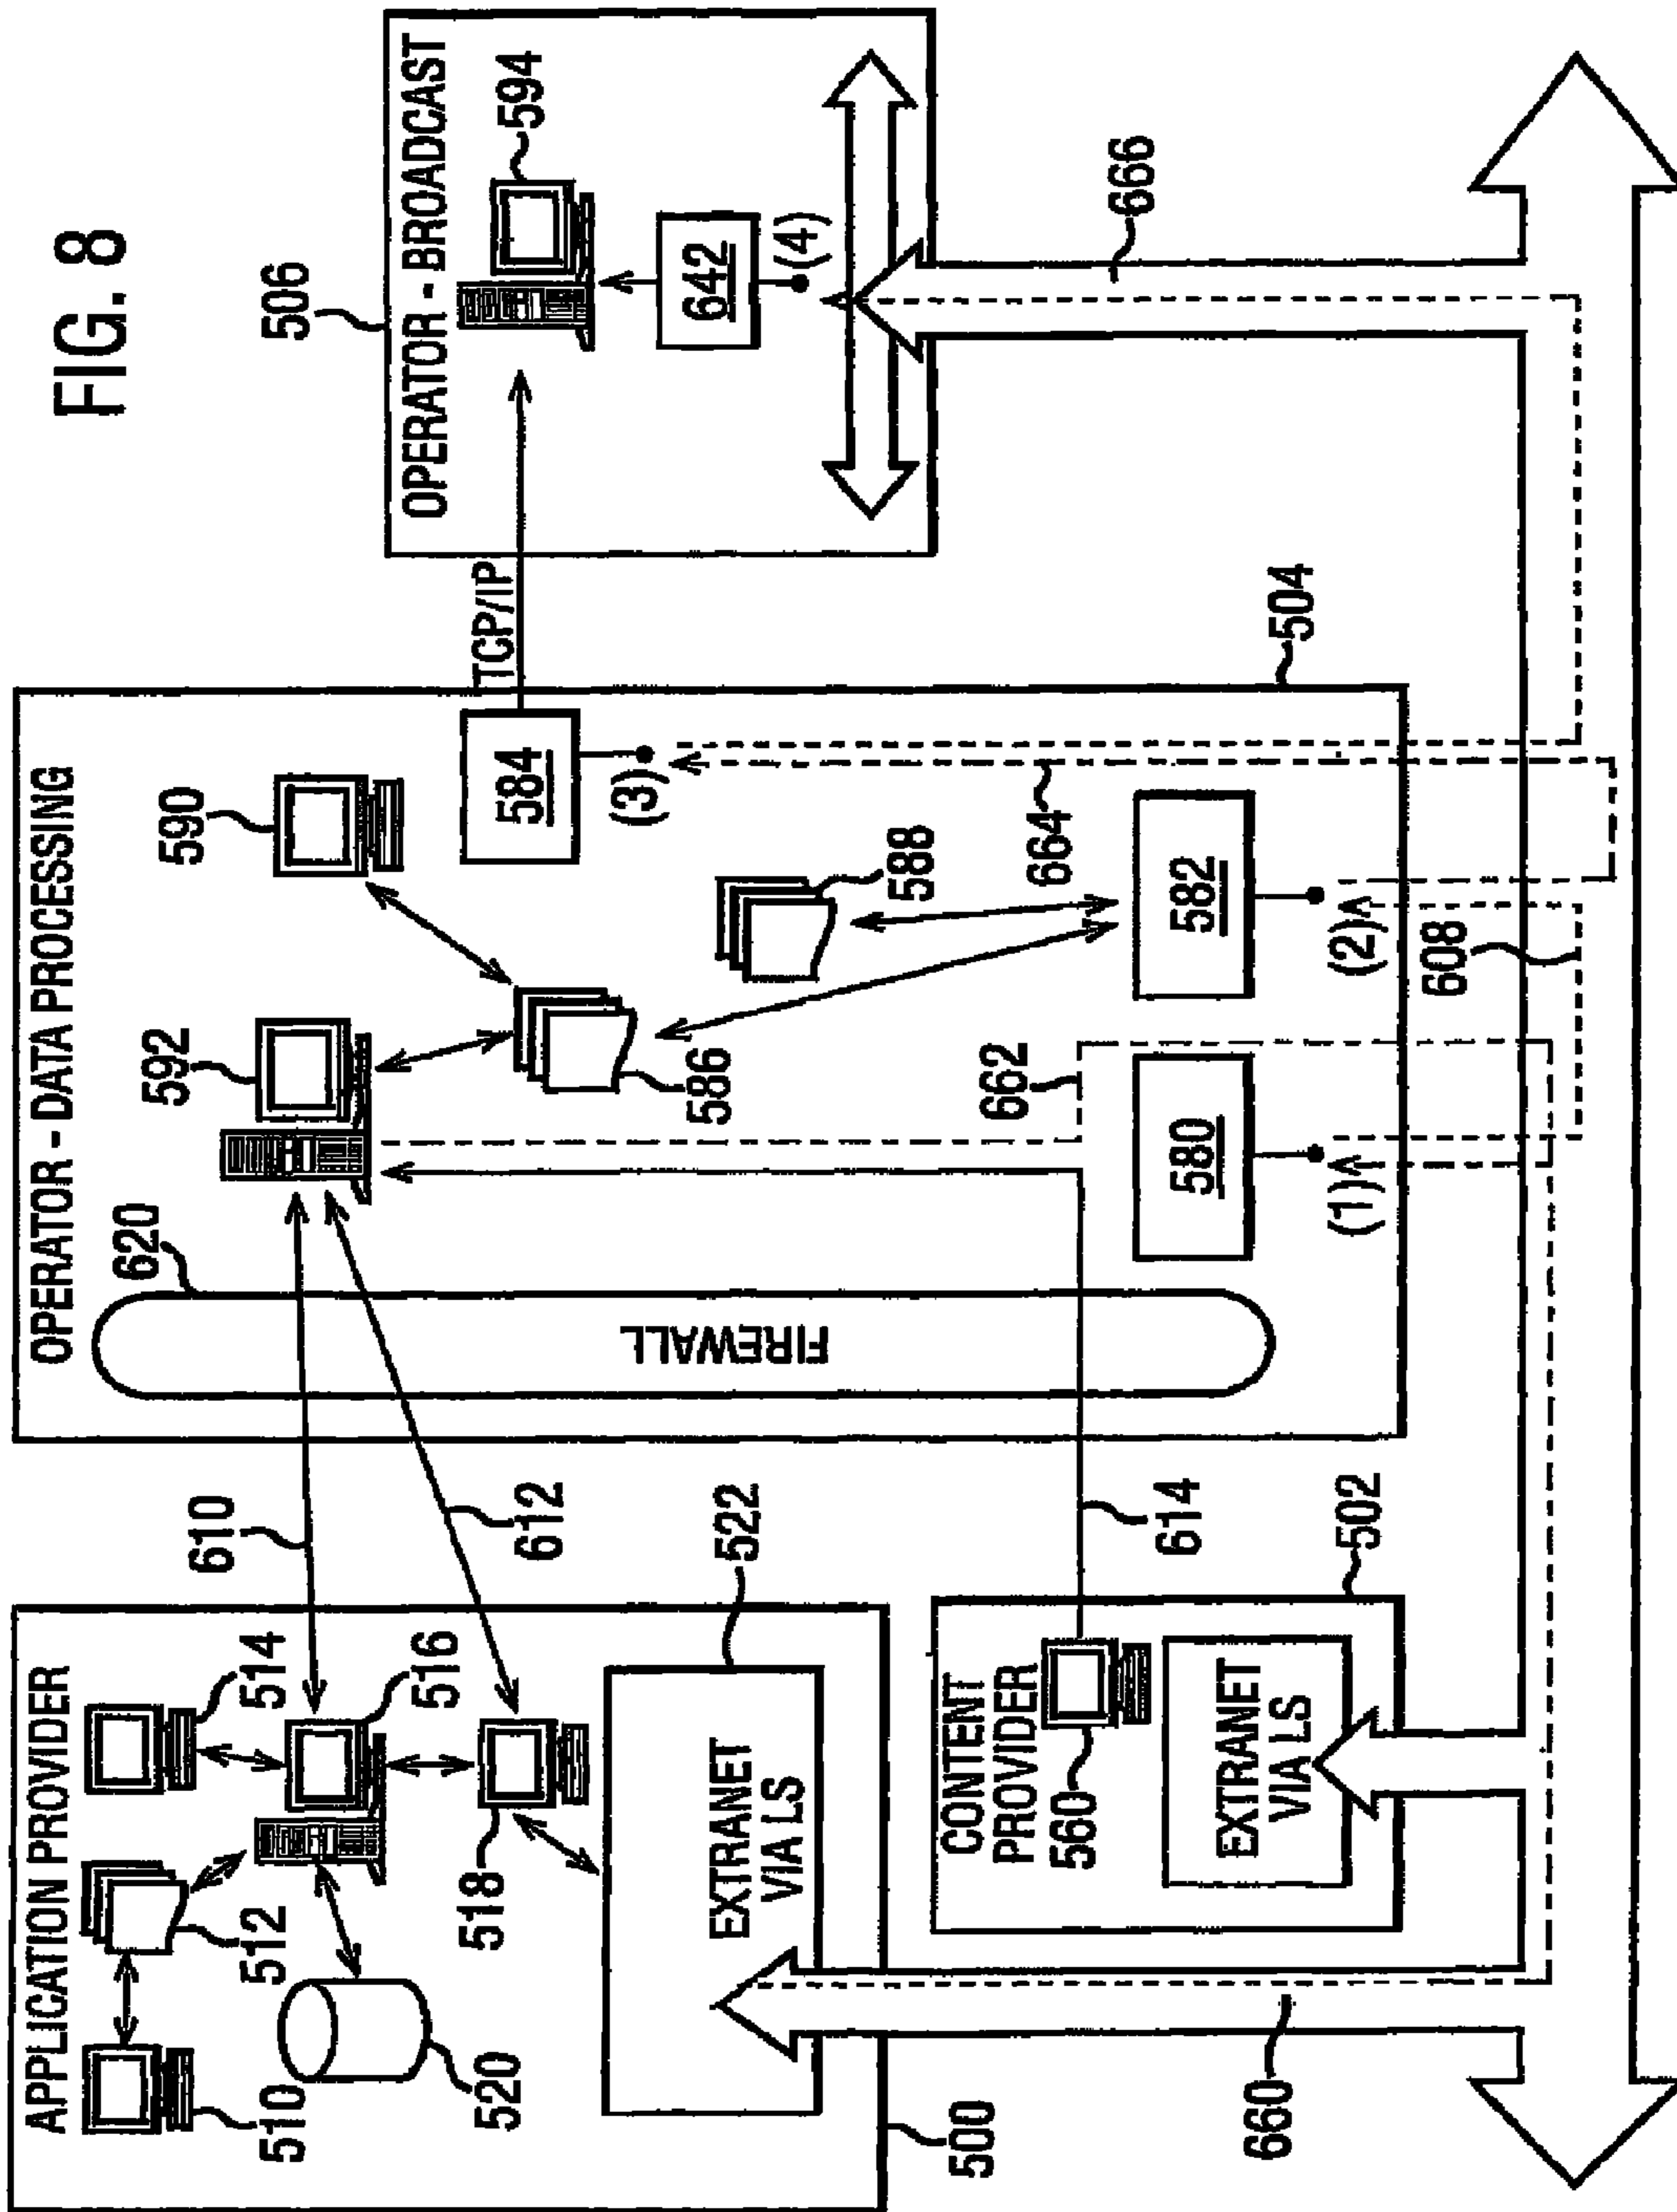 FIG. 8
APPLICATION PROVIDER
510
512
514
516
518
520
522
EXTRANET
VIA LS
500
610
612
614
CONTENT
PROVIDER
560
EXTRANET
VIA LS
502
660
OPERATOR - DATA PROCESSING
620
FIREWALL
592
590
586
588
584
(3)
TCP/IP
662
664
580
(1)
582
(2)
608
504
506
OPERATOR - BROADCAST
594
642
(4)
666